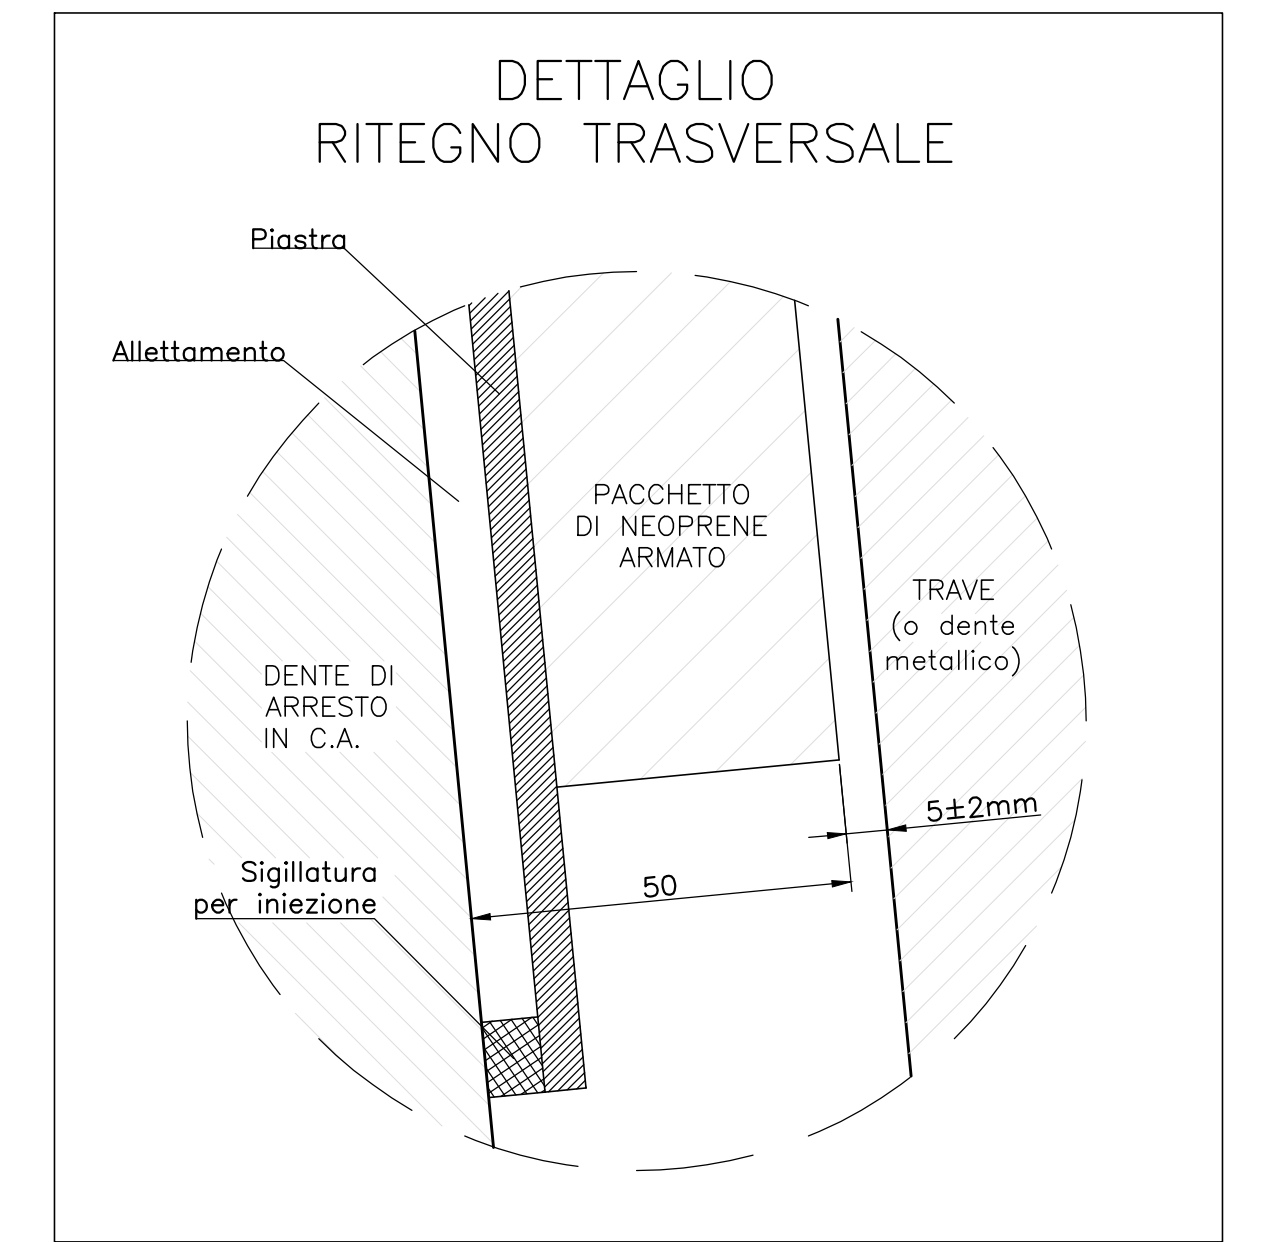 DETTAGLIO
RITEGNO TRASVERSALE
Piastra
Allettamento
PACCHETTO
DI NEOPRENE
ARMATO
TRAVE
(o dente
metallico)
DENTE DI
ARRESTO
IN C.A.
5±2mm
Sigillatura
per iniezione
50